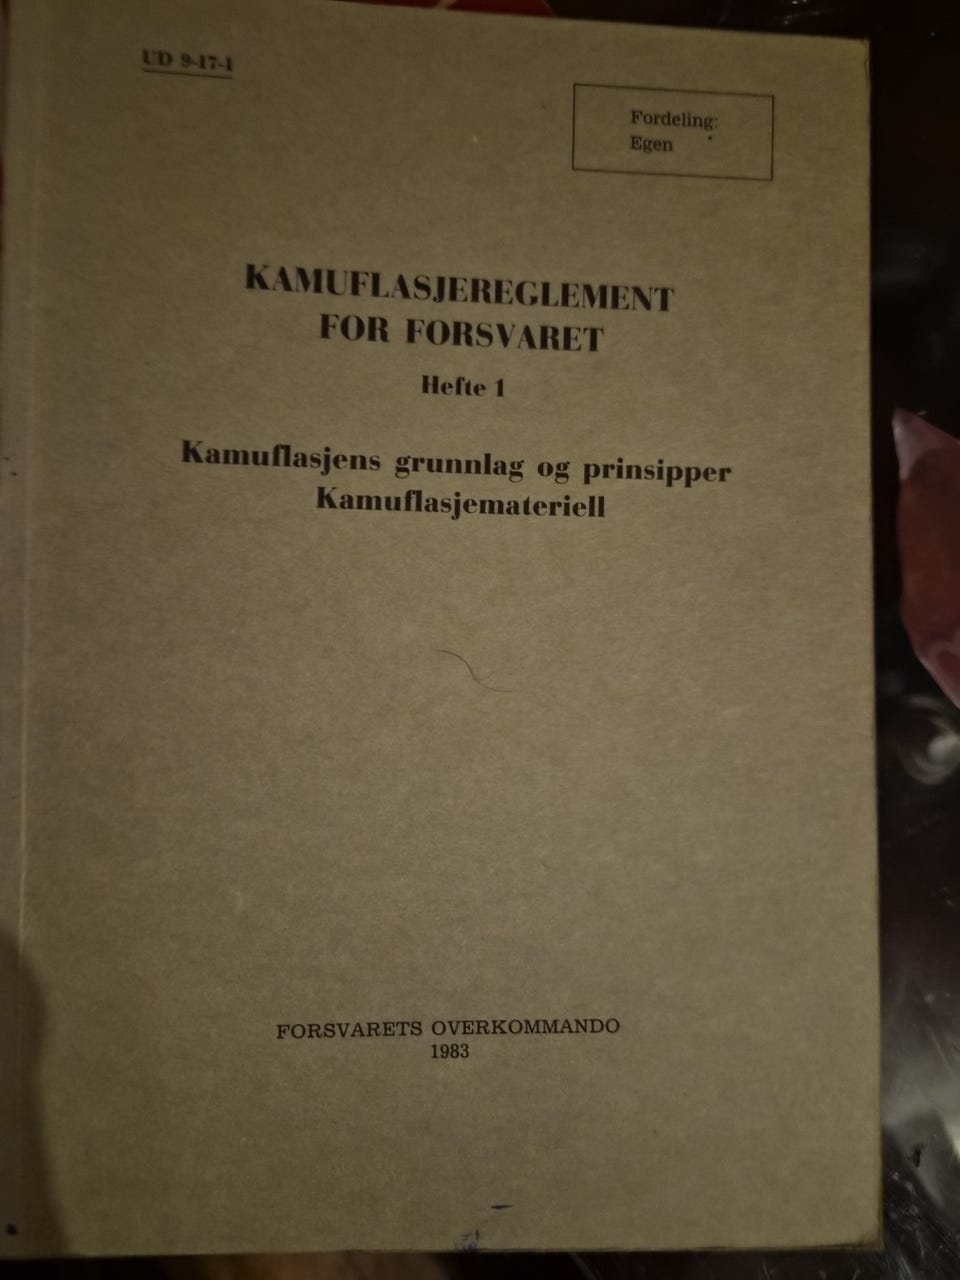 UD 9-17-1
Fordeling:
Egen
KAMUFLASJEREGLEMENT
FOR FORSVARET
Hefte 1
Kamuflasjens grunnlag og prinsipper
Kamuflasjemateriell
FORSVARETS OVERKOMMANDO
1983